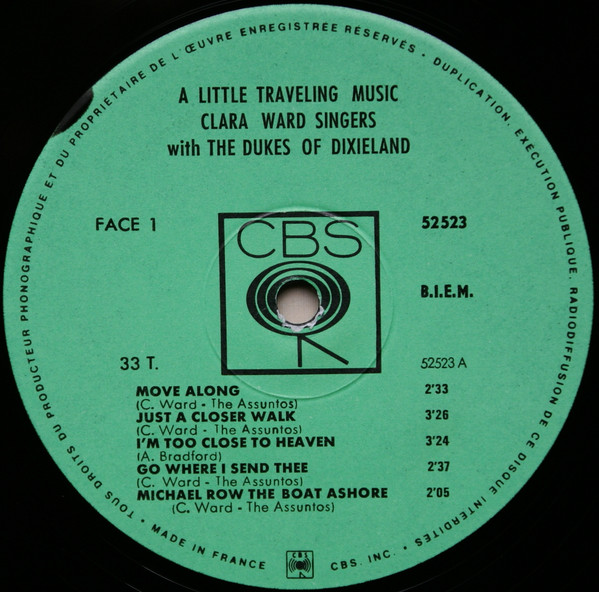 A LITTLE TRAVELING MUSIC
CLARA WARD SINGERS
with THE DUKES OF DIXIELAND
FACE 1
52523
CBS
B.I.E.M.
33 T.
52523 A
MOVE ALONG 2'33
(C. Ward - The Assuntos)
JUST A CLOSER WALK 3'26
(C. Ward - The Assuntos)
I'M TOO CLOSE TO HEAVEN 3'24
(A. Bradford)
GO WHERE I SEND THEE 2'37
(C. Ward - The Assuntos)
MICHAEL ROW THE BOAT ASHORE 2'05
(C. Ward - The Assuntos)
• TOUS DROITS DU PRODUCTEUR PHONOGRAPHIQUE ET DU PROPRIÉTAIRE DE L'ŒUVRE ENREGISTRÉE RÉSERVÉS • DUPLICATION, EXÉCUTION PUBLIQUE, RADIODIFFUSION DE CE DISQUE INTERDITES •
MADE IN FRANCE
CBS
CBS. INC. •